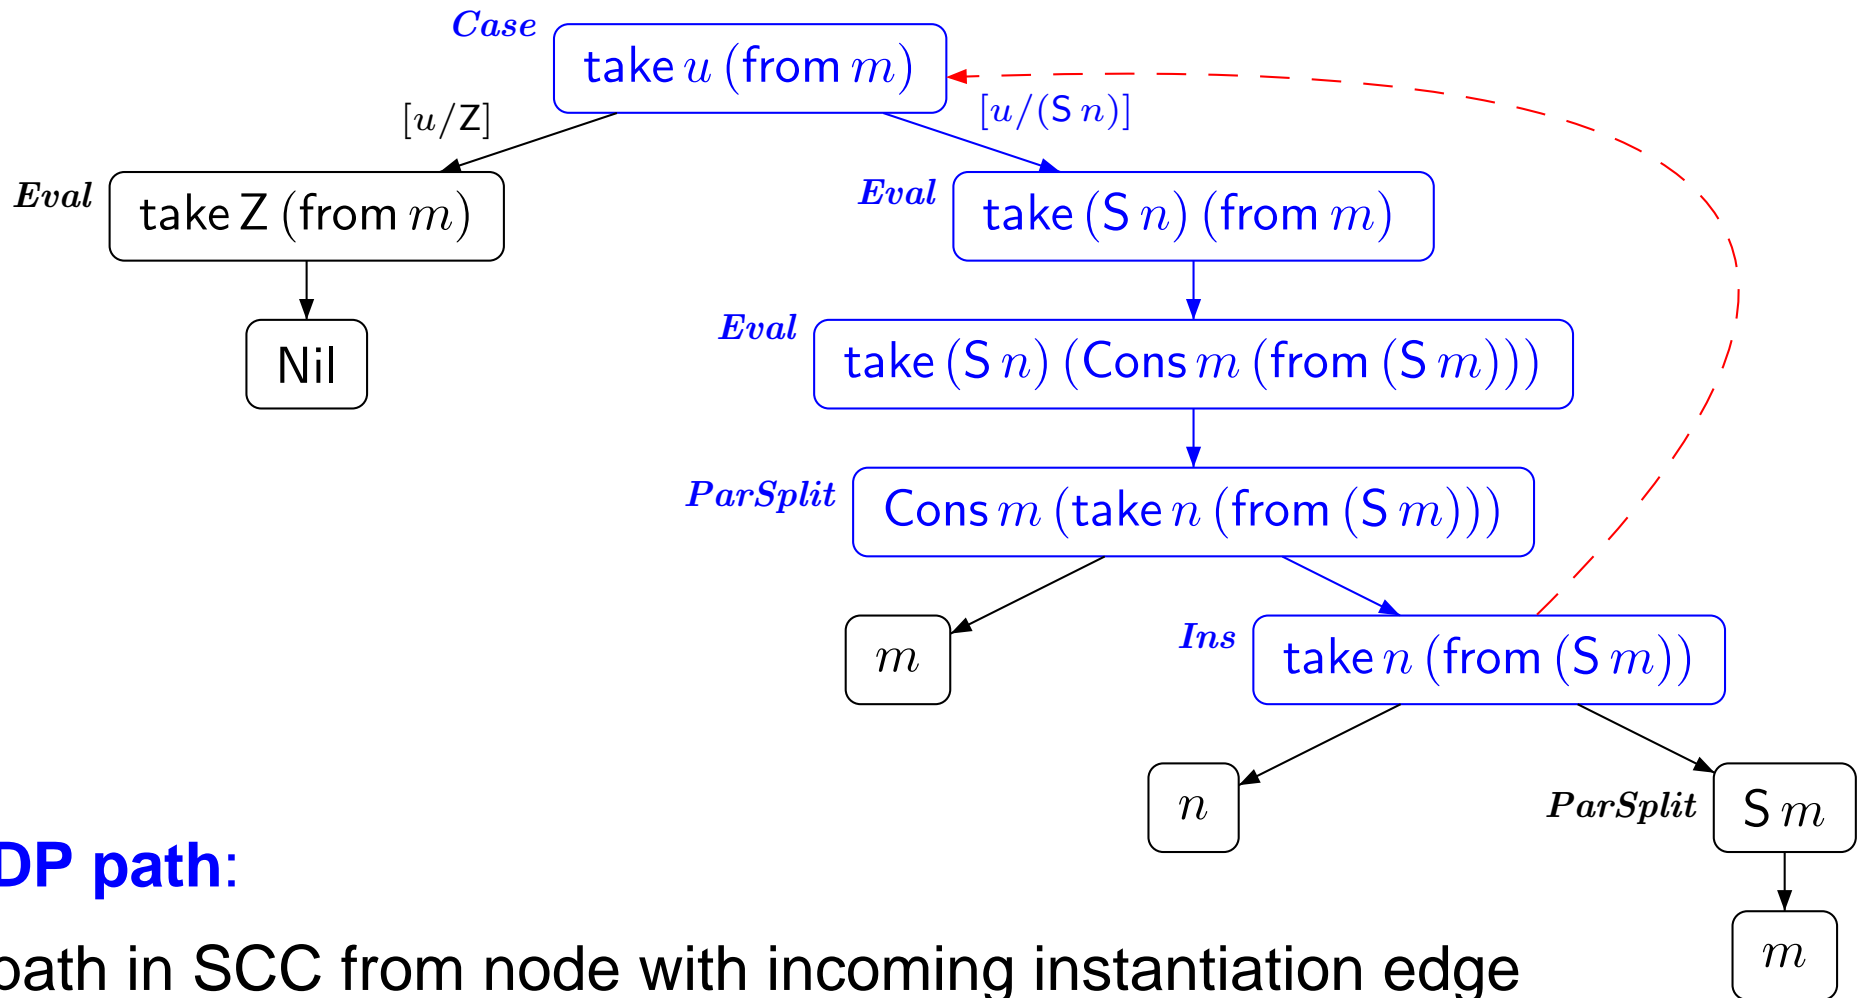 Case
take u (from m)
[u/Z]
[u/(S n)]
Eval
take Z (from m)
Eval
take (S n) (from m)
Nil
Eval
take (S n) (Cons m (from (S m)))
ParSplit
Cons m (take n (from (S m)))
m
Ins
take n (from (S m))
n
ParSplit
S m
m
DP path:
path in SCC from node with incoming instantiation edge